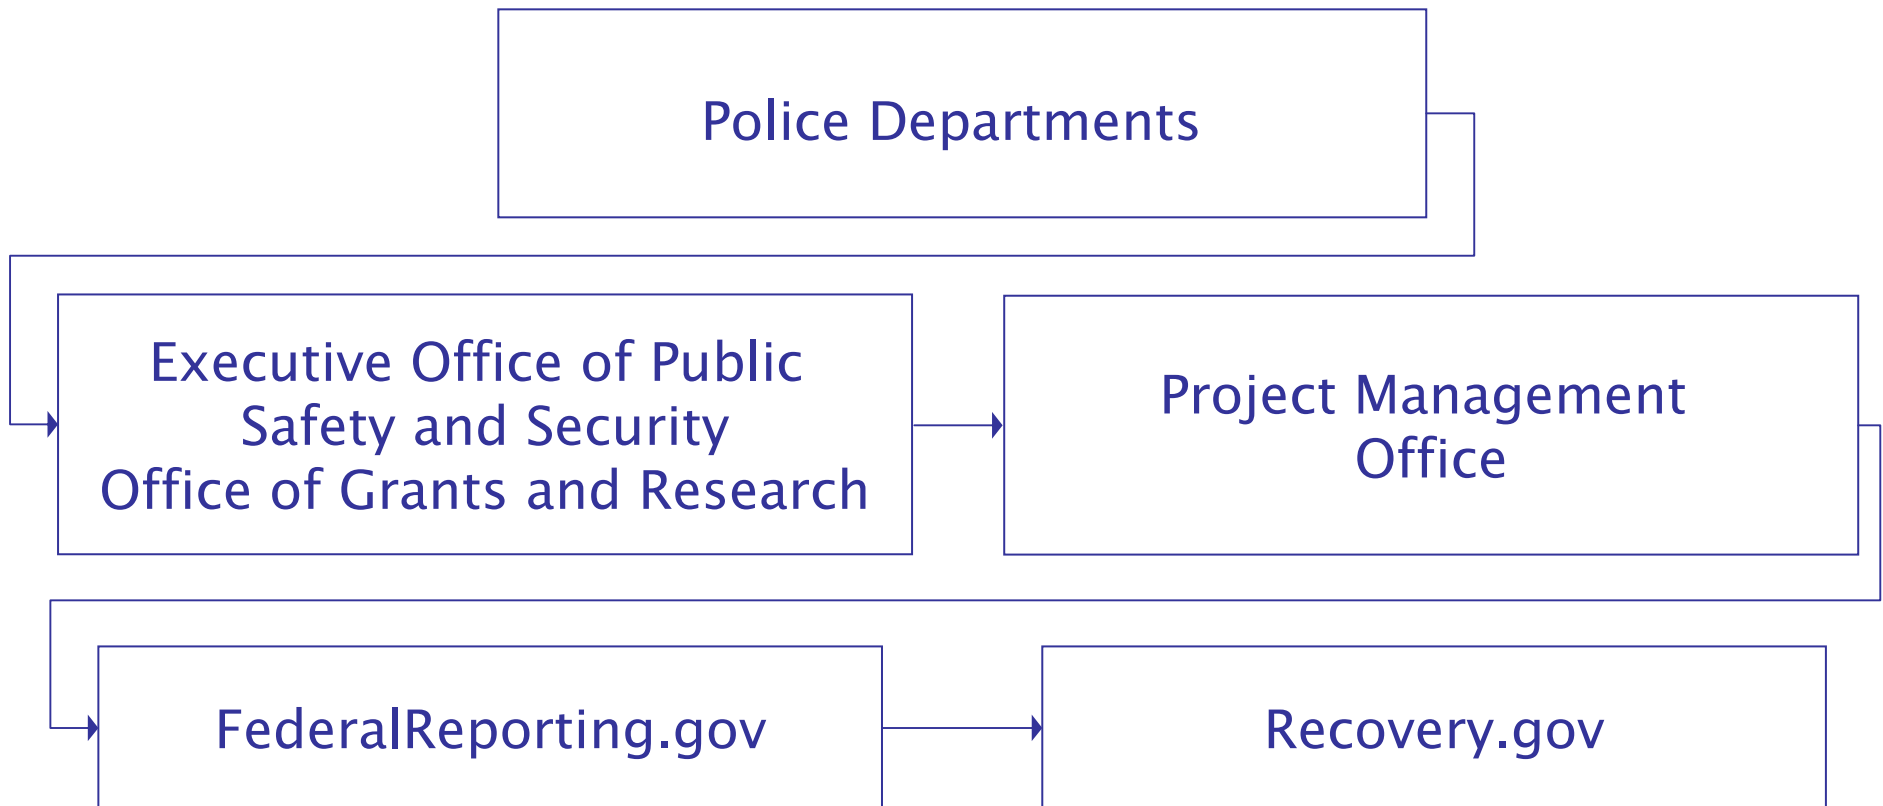 Police Departments
Executive Office of Public
Safety and Security
Office of Grants and Research
Project Management
Office
FederalReporting.gov
Recovery.gov